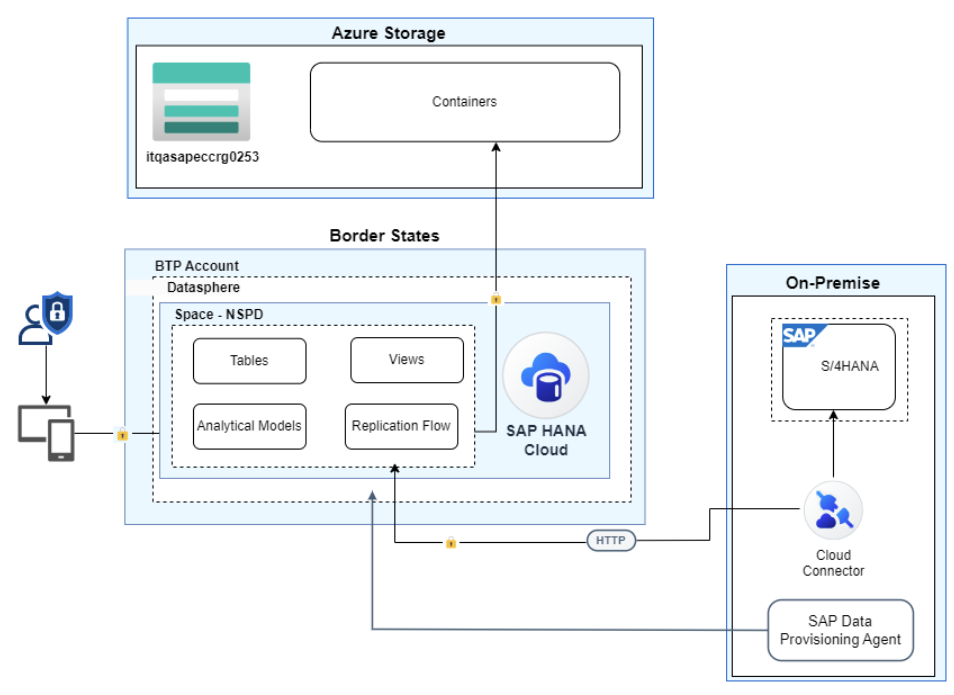 Azure Storage
Containers
itqasapeccrg0253
Border States
BTP Account
Datasphere
Space - NSPD
Tables
Views
Analytical Models
Replication Flow
SAP HANA
Cloud
On-Premise
SAP
S/4HANA
HTTP
Cloud
Connector
SAP Data
Provisioning Agent